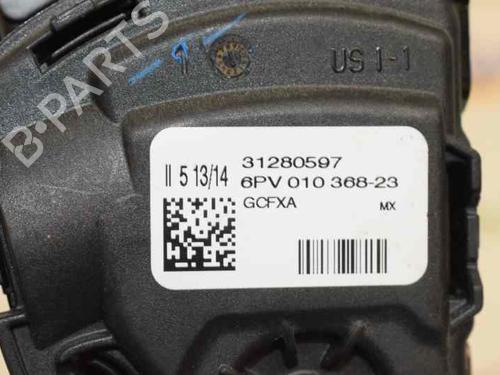 US 1-1
B-PARTS
31280597
II 5 13/14
6PV 010 368-23
GCFXA
MX